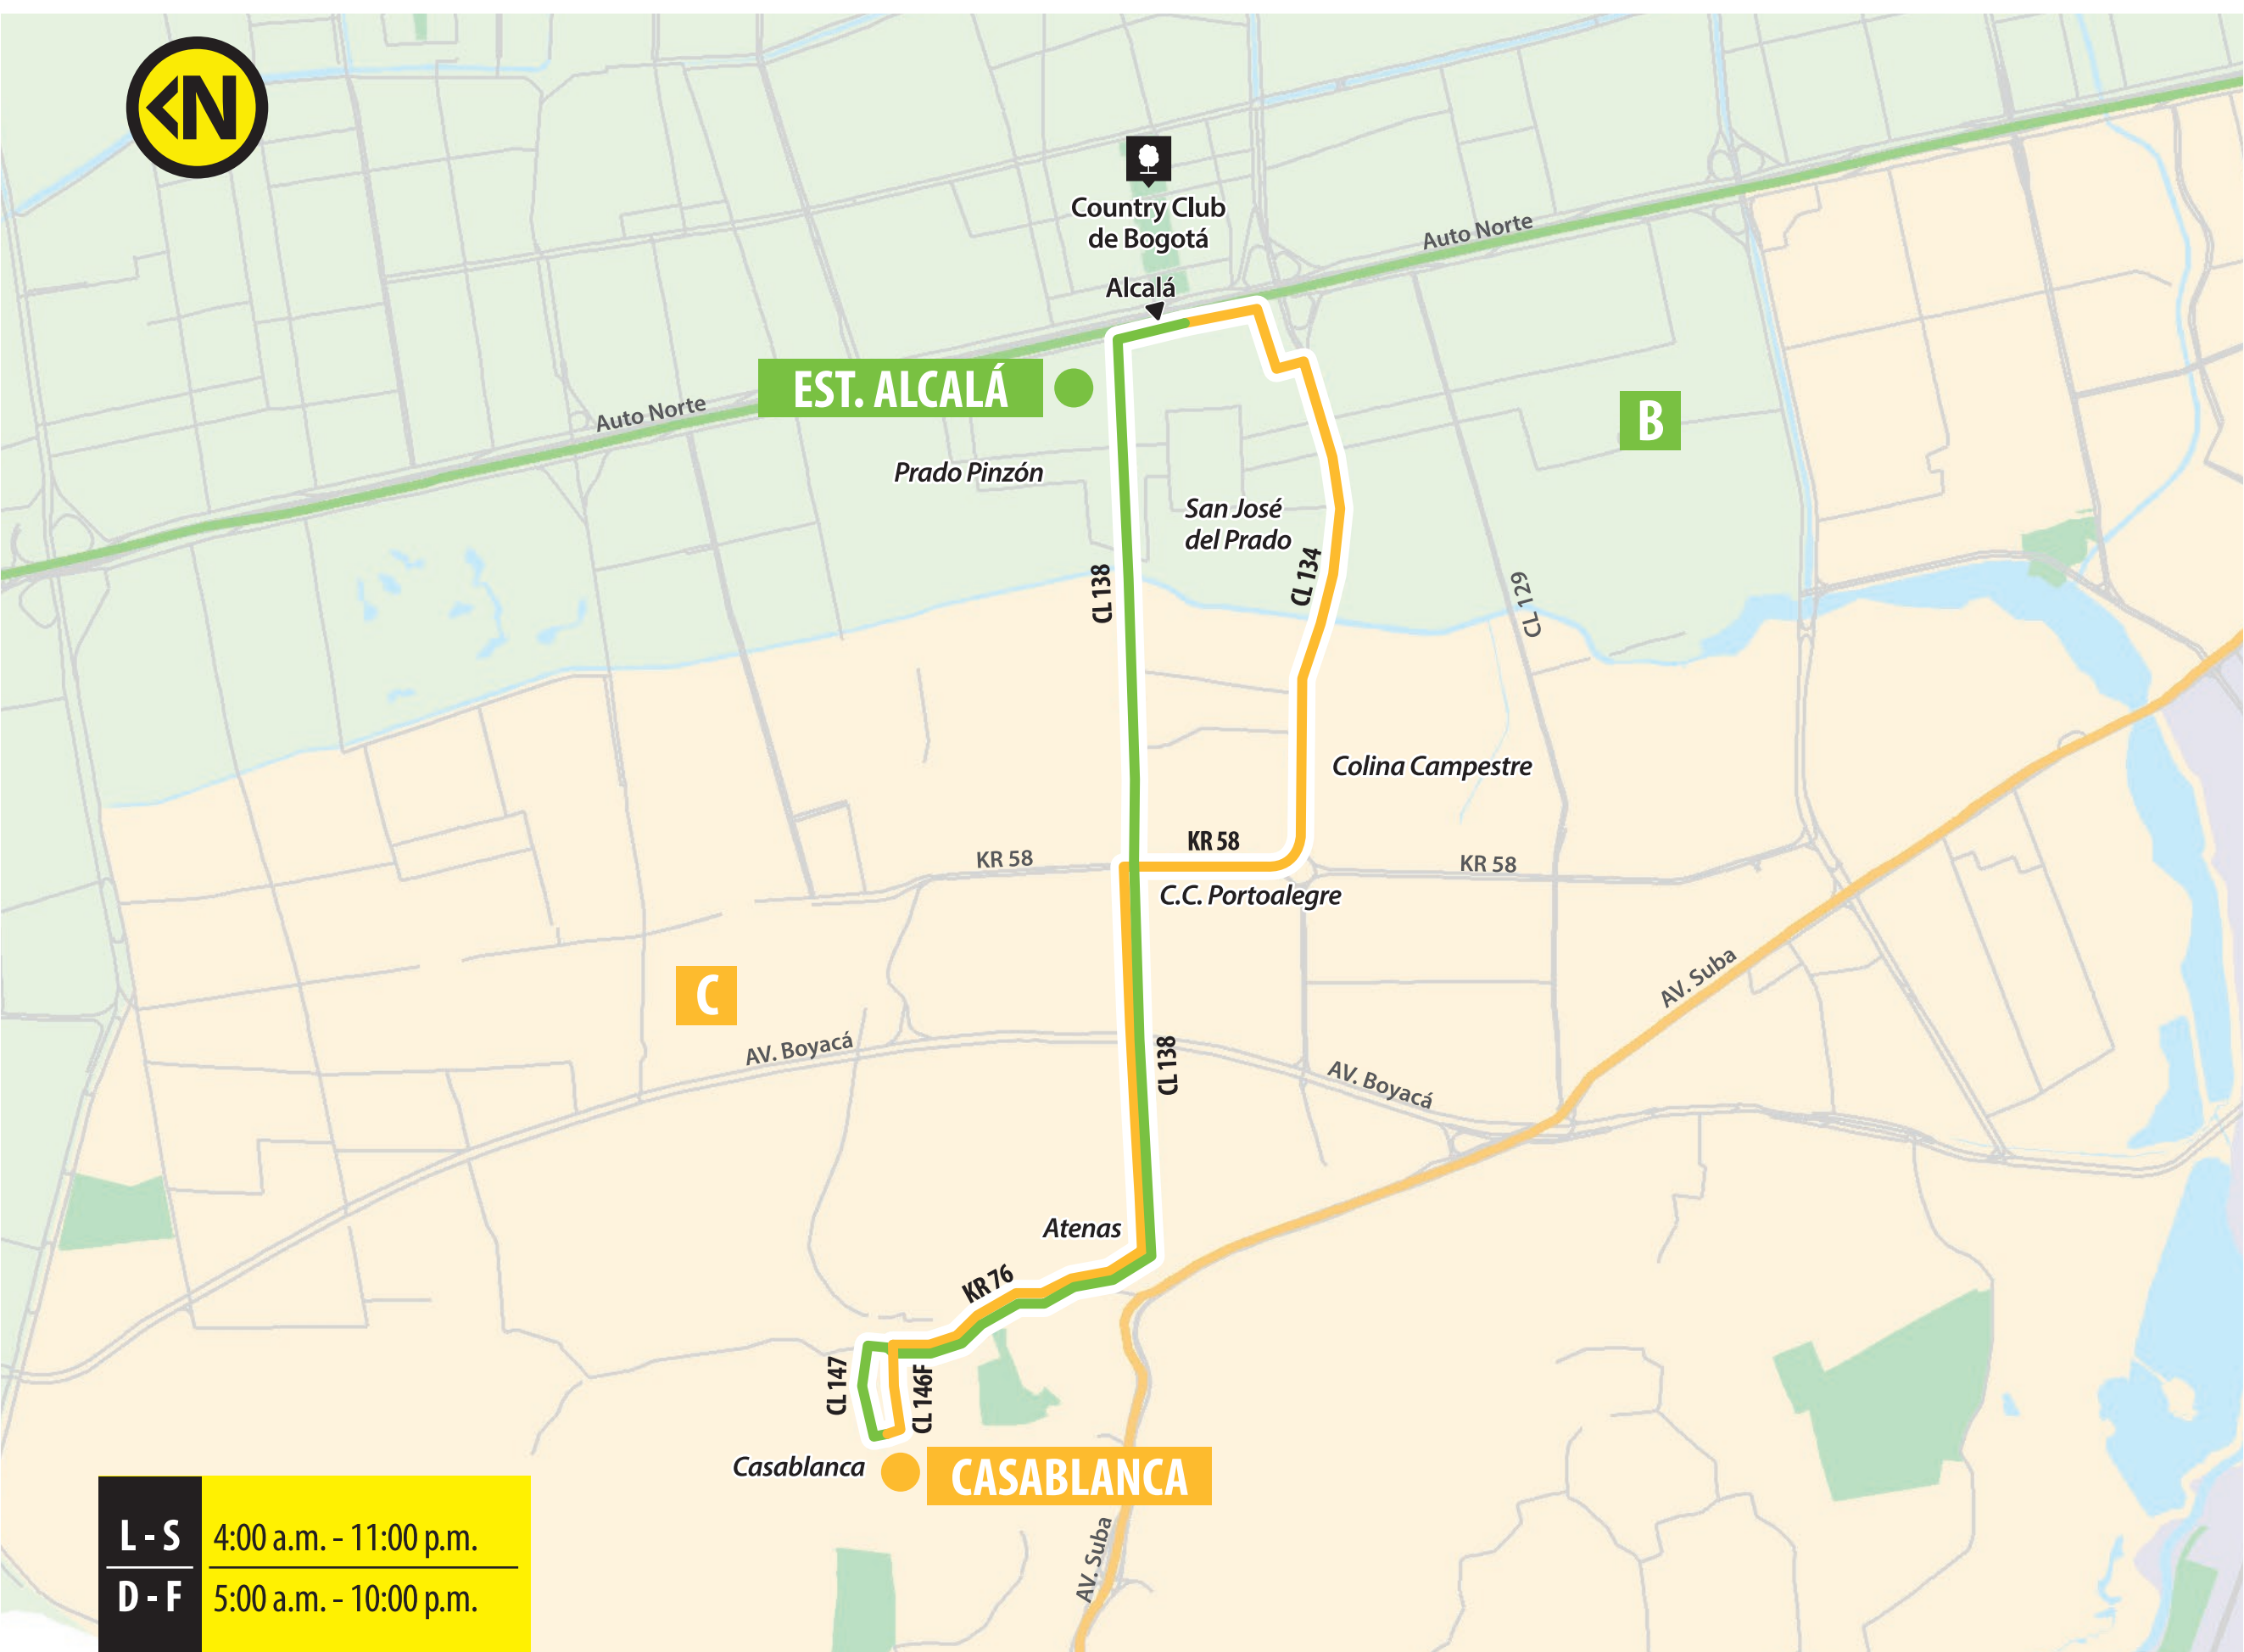 N
Country Club
de Bogotá
Alcalá
Auto Norte
EST. ALCALÁ
Auto Norte
B
Prado Pinzón
San José
del Prado
CL 138
CL 134
CL 129
Colina Campestre
KR 58
KR 58
KR 58
C.C. Portoalegre
C
AV. Suba
AV. Boyacá
CL 138
AV. Boyacá
Atenas
KR 76
CL 147
CL 146F
Casablanca
CASABLANCA
AV. Suba
L - S 4:00 a.m. - 11:00 p.m.
D - F 5:00 a.m. - 10:00 p.m.